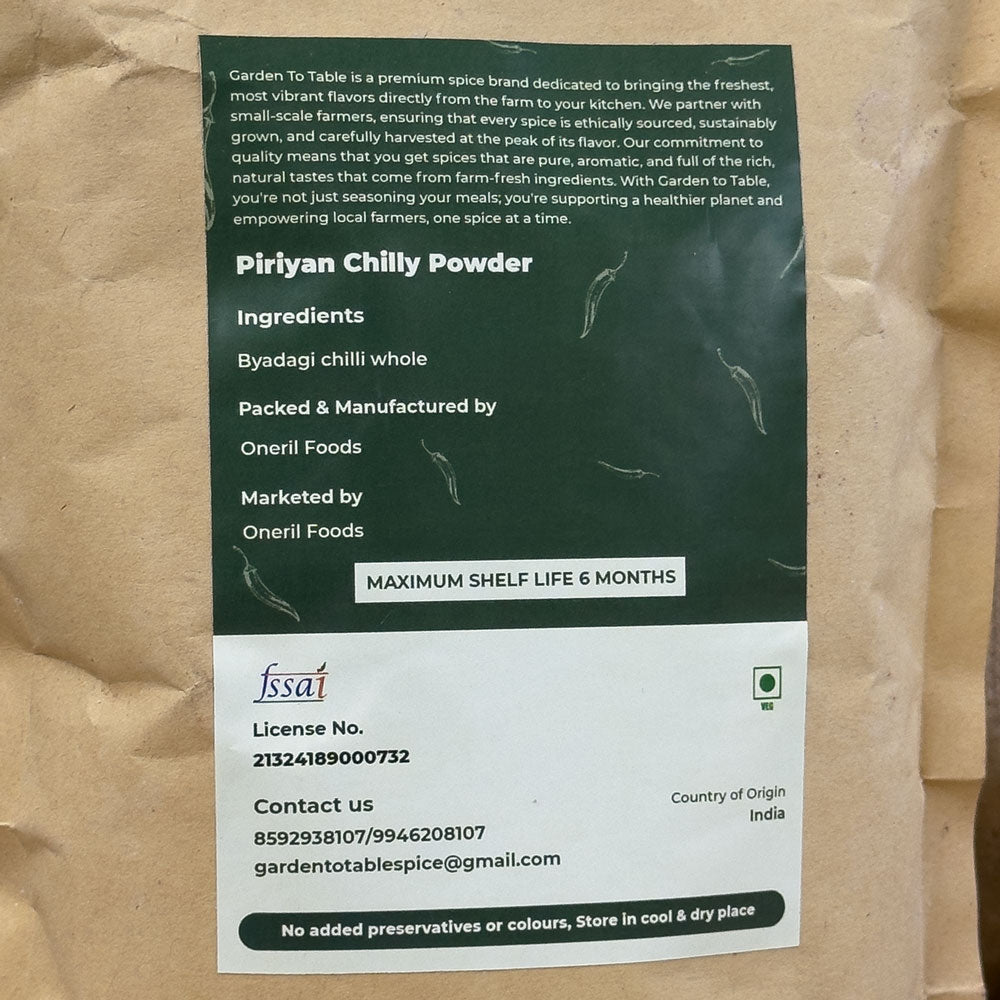 Garden To Table is a premium spice brand dedicated to bringing the freshest,
most vibrant flavors directly from the farm to your kitchen. We partner with
small-scale farmers, ensuring that every spice is ethically sourced, sustainably
grown, and carefully harvested at the peak of its flavor. Our commitment to
quality means that you get spices that are pure, aromatic, and full of the rich,
natural tastes that come from farm-fresh ingredients. With Garden to Table,
you're not just seasoning your meals; you're supporting a healthier planet and
empowering local farmers, one spice at a time.
Piriyan Chilly Powder
Ingredients
Byadagi chilli whole
Packed & Manufactured by
Oneril Foods
Marketed by
Oneril Foods
MAXIMUM SHELF LIFE 6 MONTHS
fssai
VEG
License No.
21324189000732
Contact us
8592938107/9946208107
gardentotablespice@gmail.com
Country of Origin
India
No added preservatives or colours, Store in cool & dry place